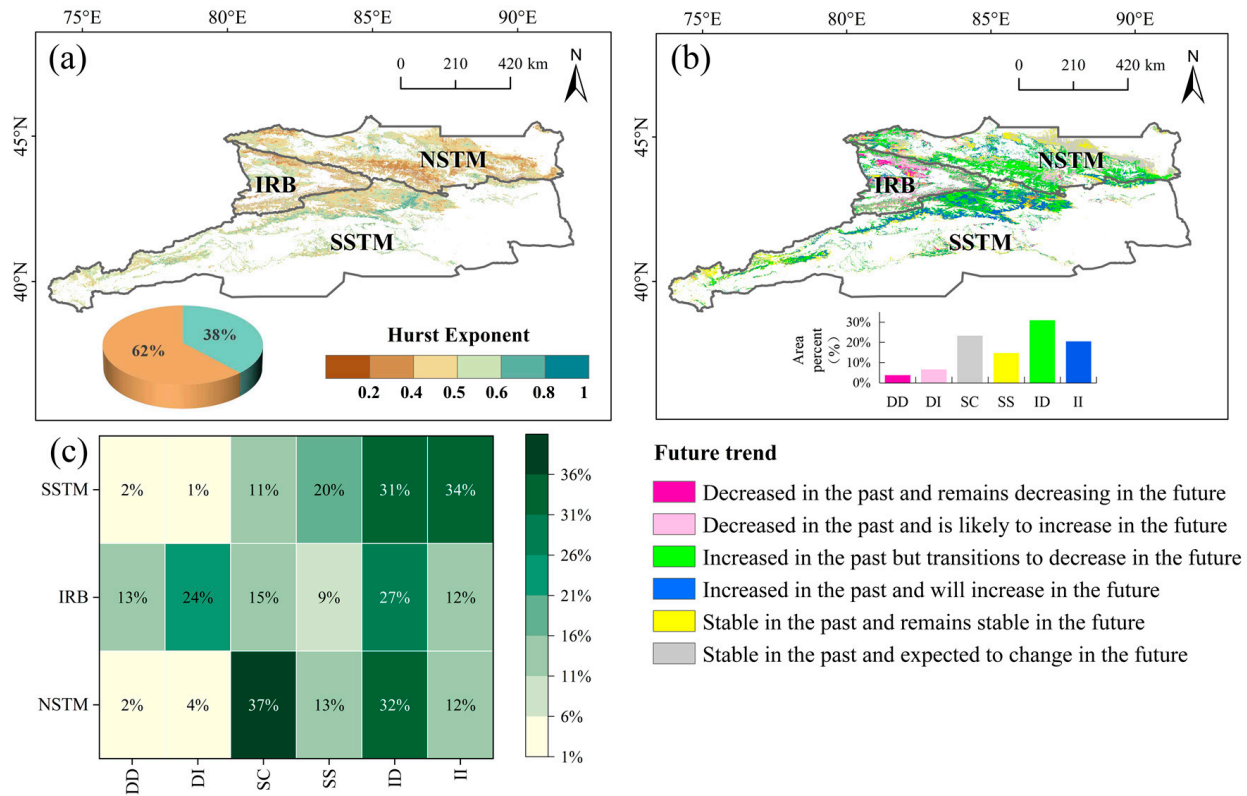 75°E 80°E 85°E 90°E
(a)
N
0 210 420 km
45°N
40°N
NSTM
IRB
SSTM
62%
38%
Hurst Exponent
0.2 0.4 0.5 0.6 0.8 1
75°E 80°E 85°E 90°E
(b)
N
0 210 420 km
45°N
40°N
NSTM
IRB
SSTM
Area
percent
(%)
30%
20%
10%
0%
DD DI SC SS ID II
(c)
SSTM 2% 1% 11% 20% 31% 34%
IRB 13% 24% 15% 9% 27% 12%
NSTM 2% 4% 37% 13% 32% 12%
DD DI SC SS ID II
36%
31%
26%
21%
16%
11%
6%
1%
Future trend
Decreased in the past and remains decreasing in the future
Decreased in the past and is likely to increase in the future
Increased in the past but transitions to decrease in the future
Increased in the past and will increase in the future
Stable in the past and remains stable in the future
Stable in the past and expected to change in the future